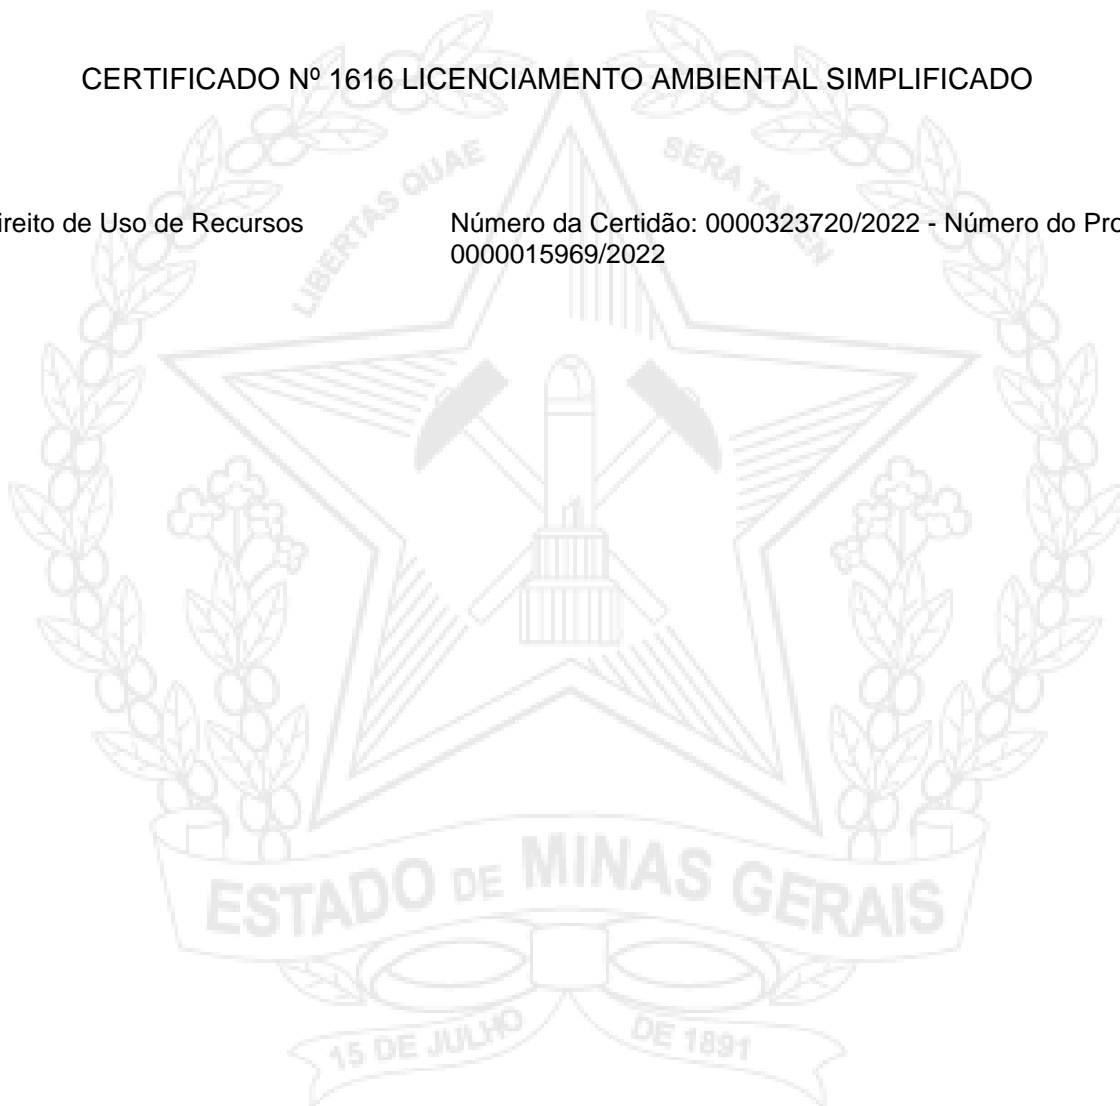 CERTIFICADO Nº 1616 LICENCIAMENTO AMBIENTAL SIMPLIFICADO
LIBERTAS QUAE SERA TAMEN
ireito de Uso de Recursos
Número da Certidão: 0000323720/2022 - Número do Pro
0000015969/2022
ESTADO DE MINAS GERAIS
15 DE JULHO DE 1891